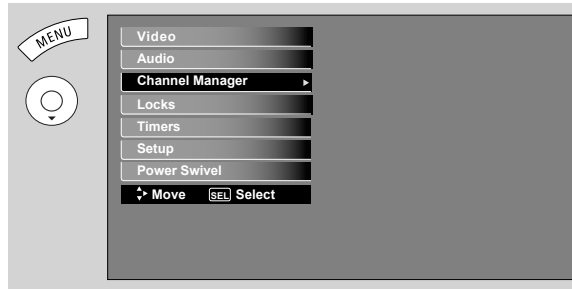 MENU
Video
Audio
Channel Manager
Locks
Timers
Setup
Power Swivel
Move SEL Select